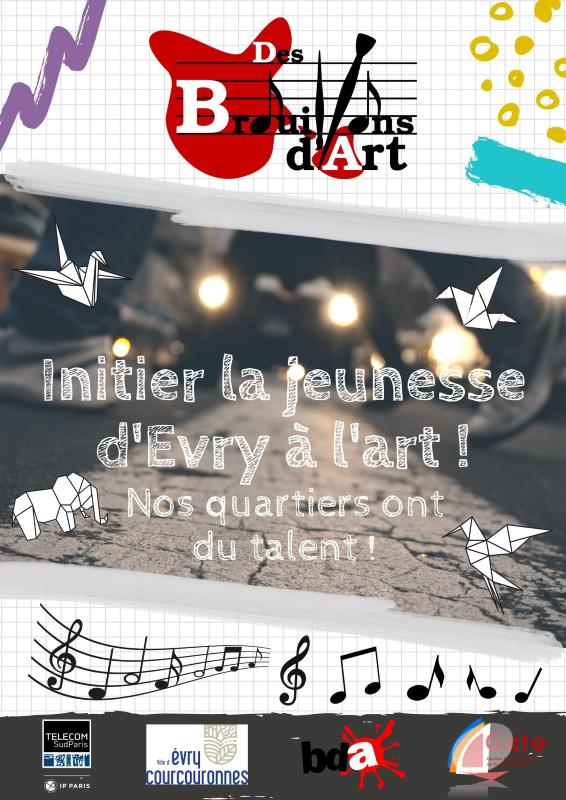 Des
Brouillons
d'Art
Initier la jeunesse
d'Evry à l'art !
Nos quartiers ont
du talent !
TELECOM
SudParis
IP PARIS
Ville d'
évry
courcouronnes
bda
Gate